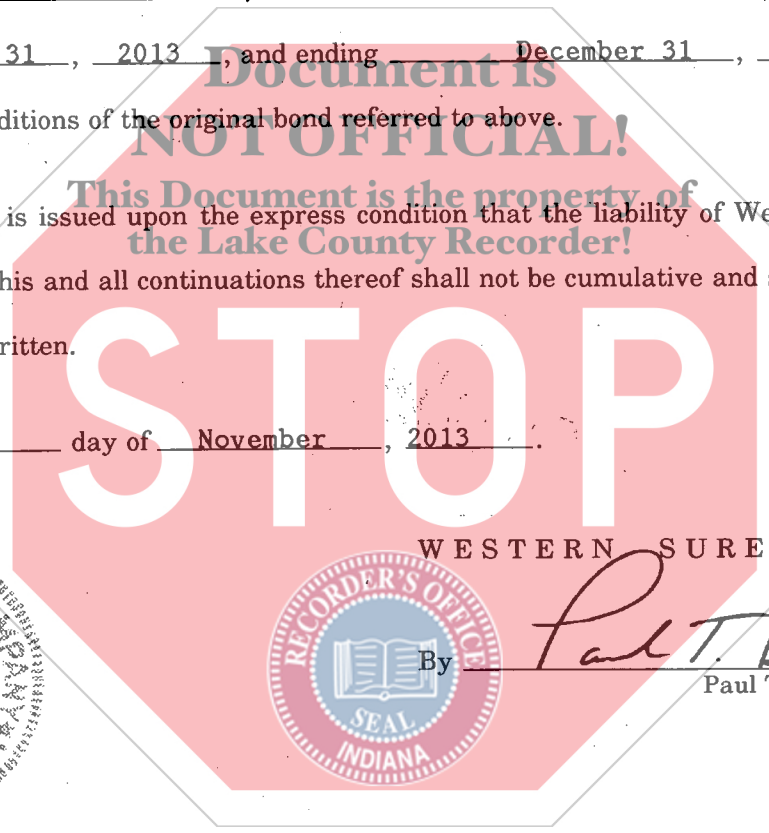 31 , 2013 , and ending December 31 ,
Document is
ditions of the original bond referred to above.
NOT OFFICIAL!
This Document is the property of
is issued upon the express condition that the liability of We
the Lake County Recorder!
his and all continuations thereof shall not be cumulative and
ritten.
STOP
day of November , 2013 .
WESTERN SURE
RECORDER'S OFFICE
SEAL
INDIANA
By Paul T.
Paul T